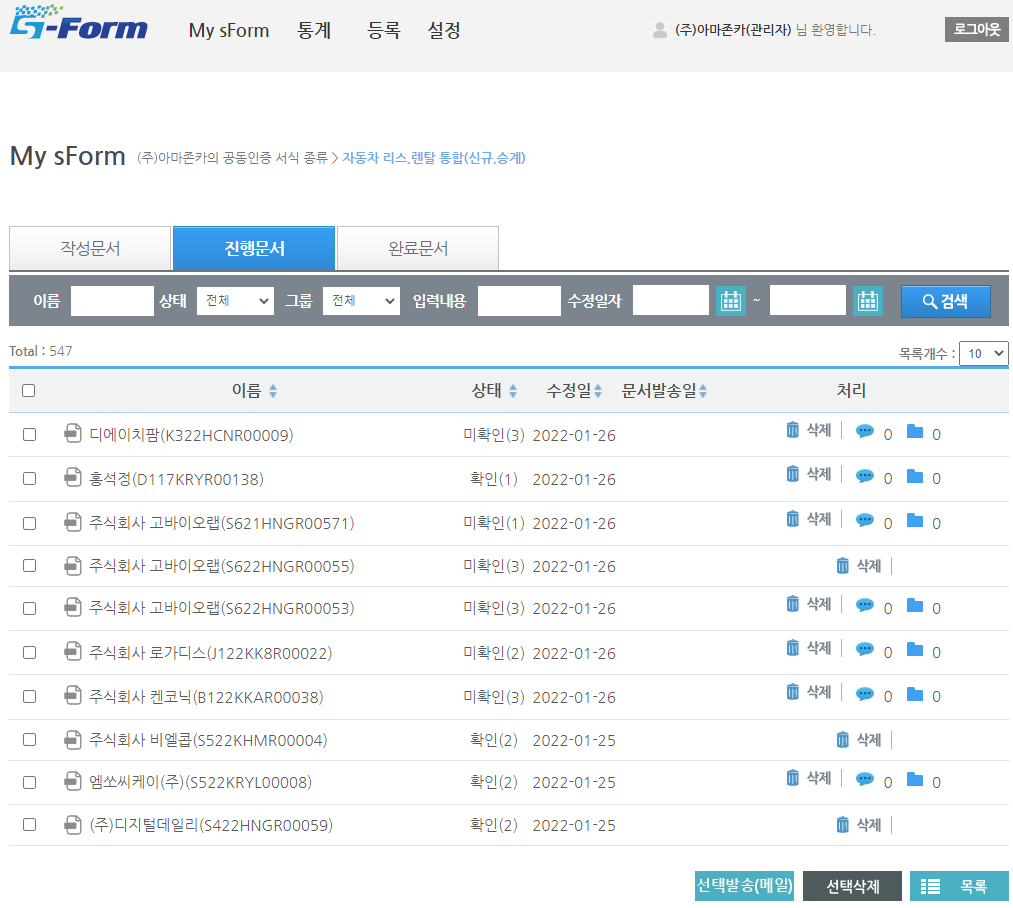 S-Form
My sForm 통계 등록 설정
(주)아마존카(관리자) 님 환영합니다.
로그아웃
My sForm (주)아마존카의 공동인증 서식 종류 > 자동차 리스.렌탈 통합(신규.승계)
작성문서 진행문서 완료문서
이름 상태 전체 그룹 전체 입력내용 수정일자 ~ 검색
Total : 547
목록개수 : 10
이름 상태 수정일 문서발송일 처리
디에이치팜(K322HCNR00009) 미확인(3) 2022-01-26 삭제 0 0
홍석정(D117KRYR00138) 확인(1) 2022-01-26 삭제 0 0
주식회사 고바이오랩(S621HNGR00571) 미확인(1) 2022-01-26 삭제 0 0
주식회사 고바이오랩(S622HNGR00055) 미확인(3) 2022-01-26 삭제
주식회사 고바이오랩(S622HNGR00053) 미확인(3) 2022-01-26 삭제 0 0
주식회사 로가디스(J122KK8R00022) 미확인(2) 2022-01-26 삭제 0 0
주식회사 켄코닉(B122KKAR00038) 미확인(3) 2022-01-26 삭제 0 0
주식회사 비엘콥(S522KHMR00004) 확인(2) 2022-01-25 삭제
엠쏘씨케이(주)(S522KRYL00008) 확인(2) 2022-01-25 삭제 0 0
(주)디지털데일리(S422HNGR00059) 확인(2) 2022-01-25 삭제
선택발송(메일) 선택삭제 목록